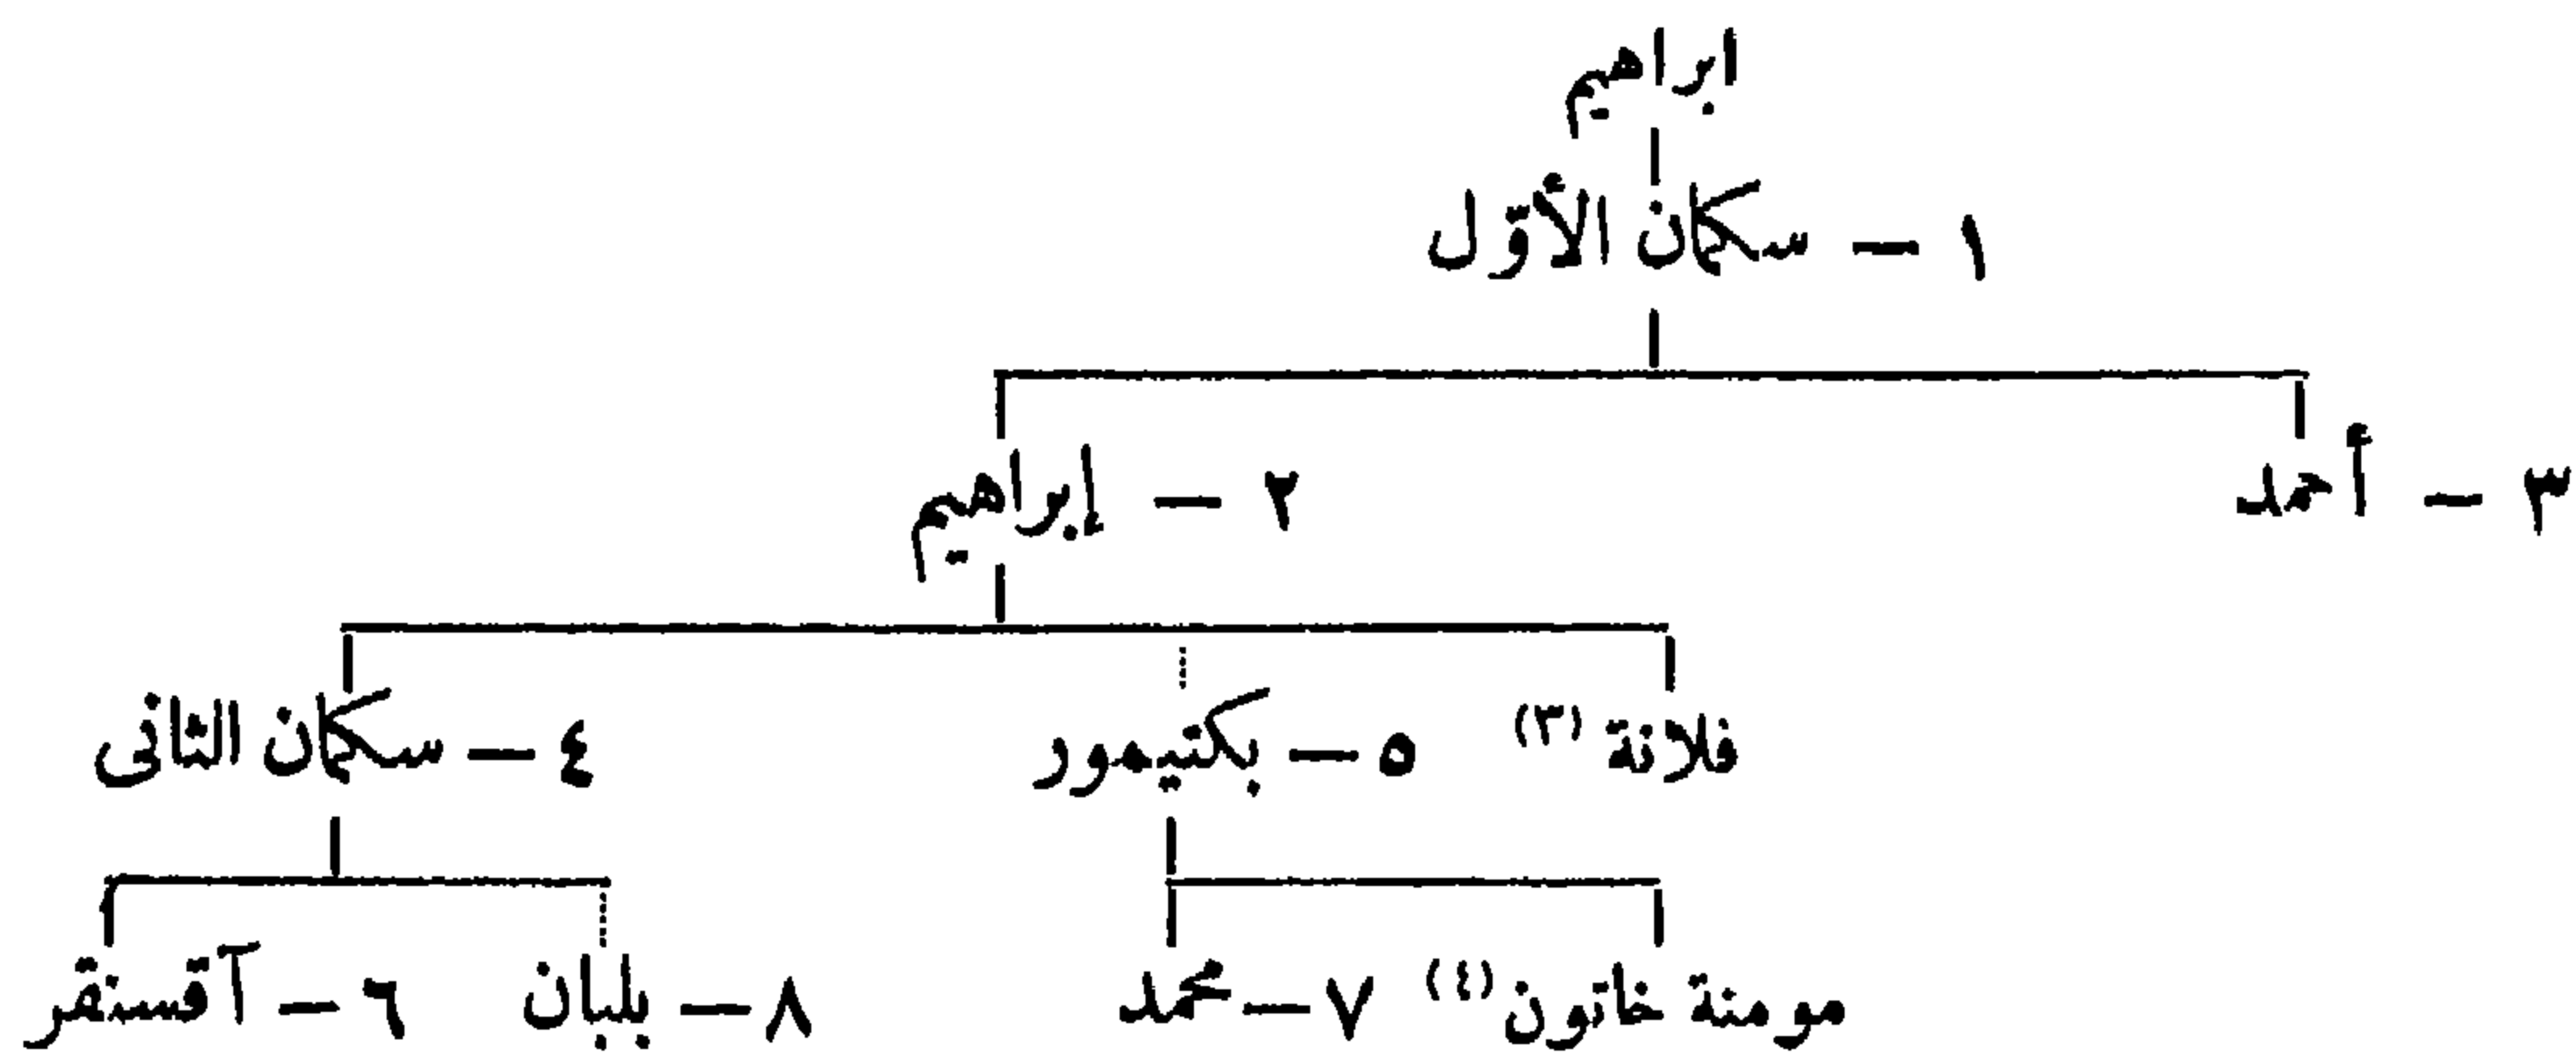 ابراهيم
١ – سكمان الأوّل
٣ – أحمد ٢ – إبراهيم
فلانة (٣) ٥ – بكتيمور ٤ – سكمان الثانى
مومنة خاتون (٤) ٧ – محمد ٨ – بلبان ٦ – آقسنقر